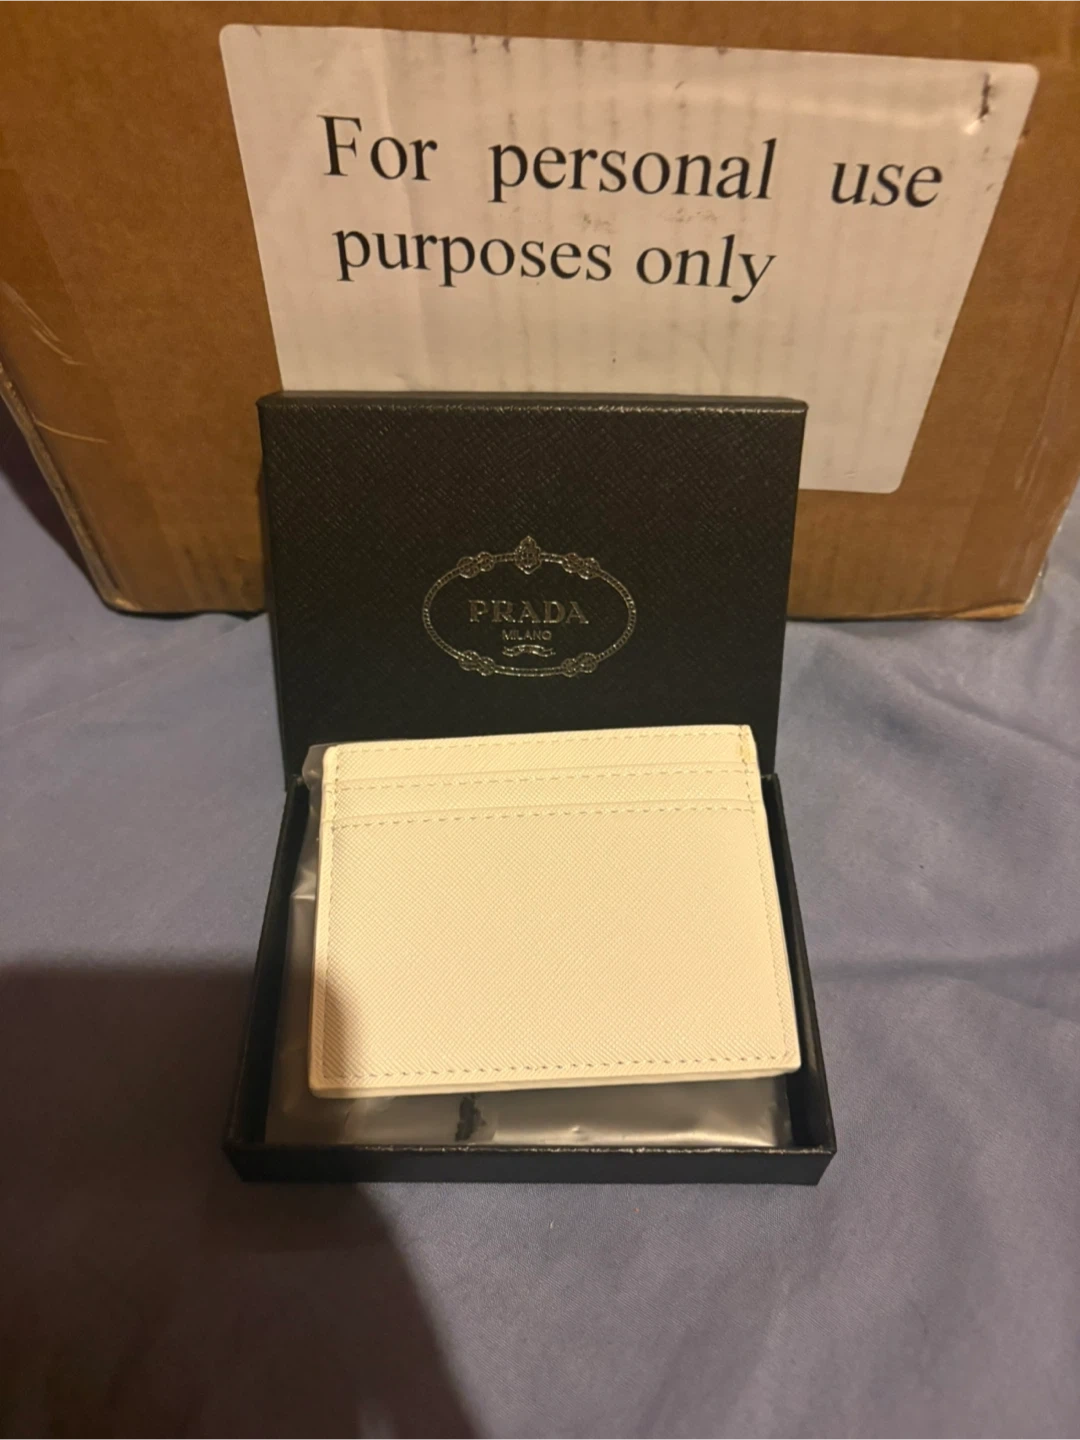 For personal use
purposes only
PRADA
MILANO